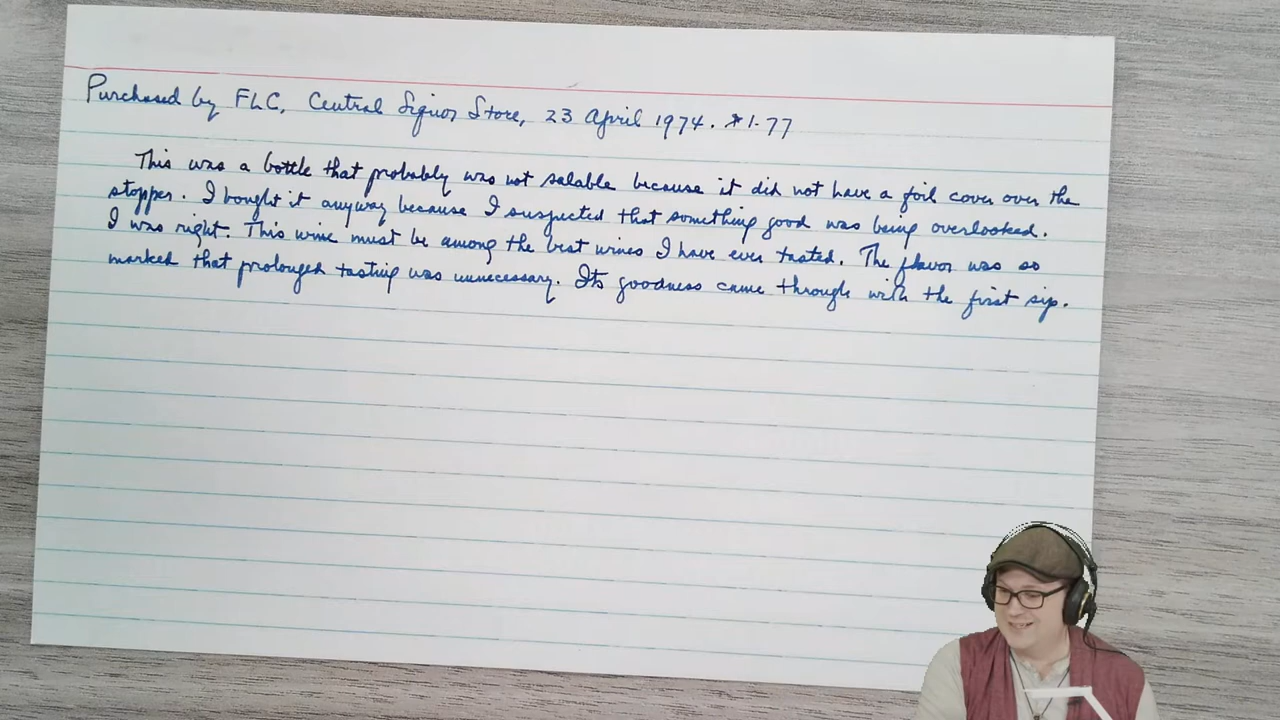 Purchased by FLC, Central Liquor Store, 23 April 1974. $1.77
This was a bottle that probably was not salable because it did not have a foil cover over the
stopper. I bought it anyway because I suspected that something good was being overlooked.
I was right. This wine must be among the best wines I have ever tasted. The flavor was so
marked that prolonged tasting was unnecessary. Its goodness came through with the first sip.